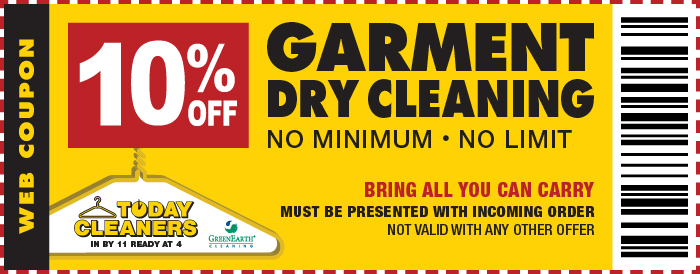 WEB COUPON
10% OFF
GARMENT
DRY CLEANING
NO MINIMUM • NO LIMIT
BRING ALL YOU CAN CARRY
MUST BE PRESENTED WITH INCOMING ORDER
NOT VALID WITH ANY OTHER OFFER
TODAY
CLEANERS
IN BY 11 READY AT 4
GREENEARTH®
CLEANING